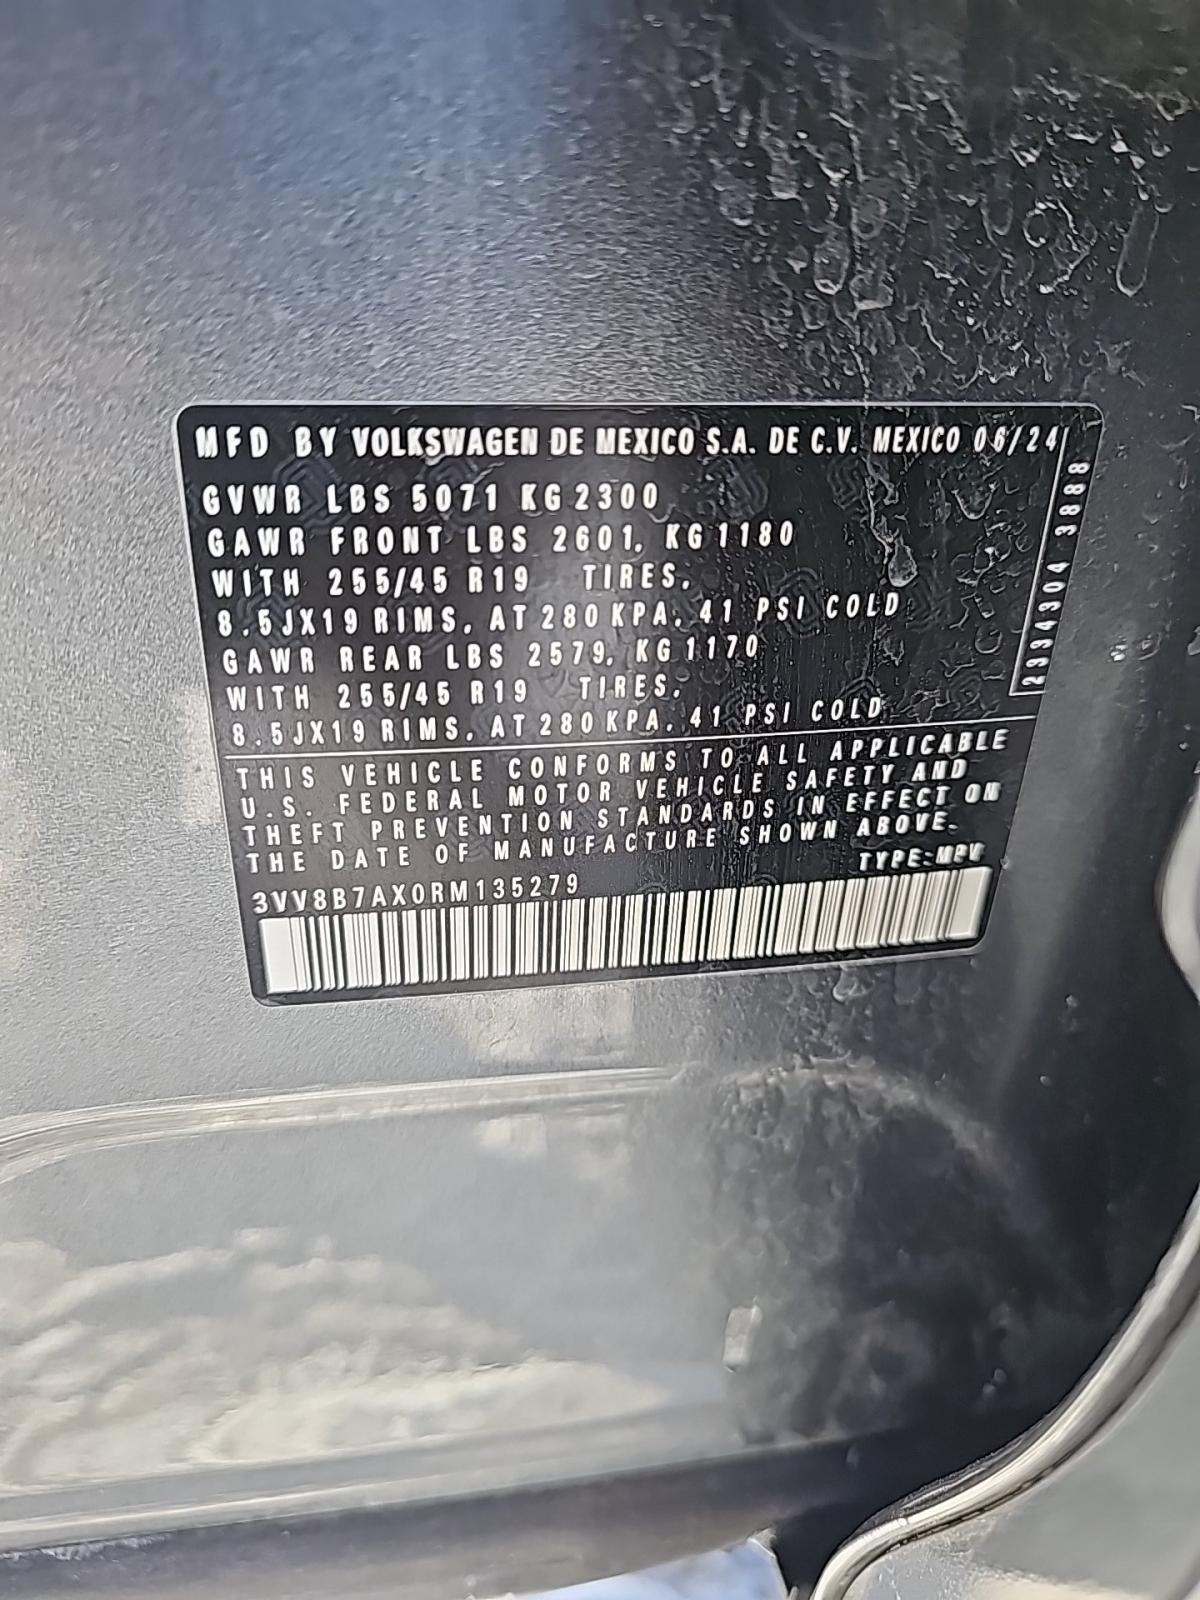 MFD BY VOLKSWAGEN DE MEXICO S.A. DE C.V. MEXICO 06/24
GVWR LBS 5071 KG 2300
GAWR FRONT LBS 2601, KG 1180
WITH 255/45 R19 TIRES,
8.5JX19 RIMS, AT 280 KPA, 41 PSI COLD
GAWR REAR LBS 2579, KG 1170
WITH 255/45 R19 TIRES,
8.5JX19 RIMS, AT 280 KPA, 41 PSI COLD
2334304 3888
THIS VEHICLE CONFORMS TO ALL APPLICABLE
U.S. FEDERAL MOTOR VEHICLE SAFETY AND
THEFT PREVENTION STANDARDS IN EFFECT ON
THE DATE OF MANUFACTURE SHOWN ABOVE.
TYPE:MPV
3VV8B7AX0RM135279